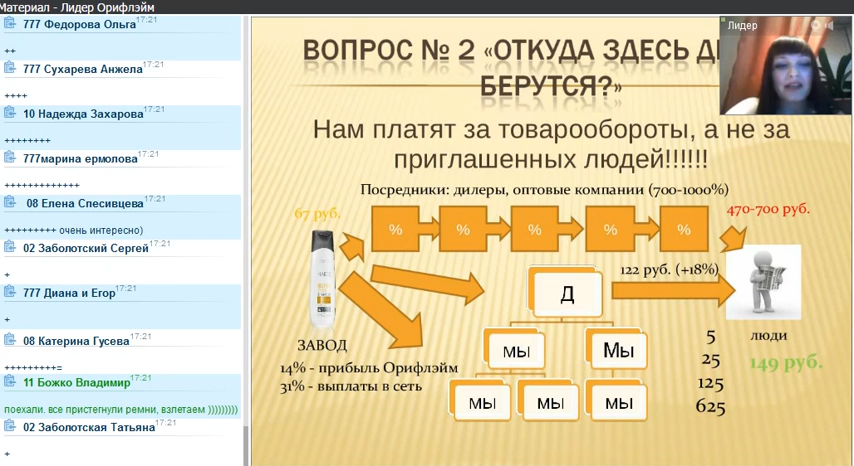 Материал - Лидер Орифлэйм
777 Федорова Ольга 17:21
++
777 Сухарева Анжела 17:21
++++
10 Надежда Захарова 17:21
++++++++
777марина ермолова 17:21
+++++++++++++
08 Елена Спесивцева 17:21
+++++++++ очень интересно)
02 Заболотский Сергей 17:21
+
777 Диана и Егор 17:21
+
08 Катерина Гусева 17:21
+++++++++=
11 Божко Владимир 17:21
поехали. все пристегнули ремни, взлетаем )))))))))
02 Заболотская Татьяна 17:21
+
Лидер
ВОПРОС № 2 «ОТКУДА ЗДЕСЬ
БЕРУТСЯ?»
Нам платят за товарообороты, а не за
приглашенных людей!!!!!!
Посредники: дилеры, оптовые компании (700-1000%)
67 руб.
% % % % %
470-700 руб.
122 руб. (+18%)
Д
ЗАВОД
14% - прибыль Орифлэйм
31% - выплаты в сеть
мы Мы
мы мы мы
5
25
125
625
люди
149 руб.